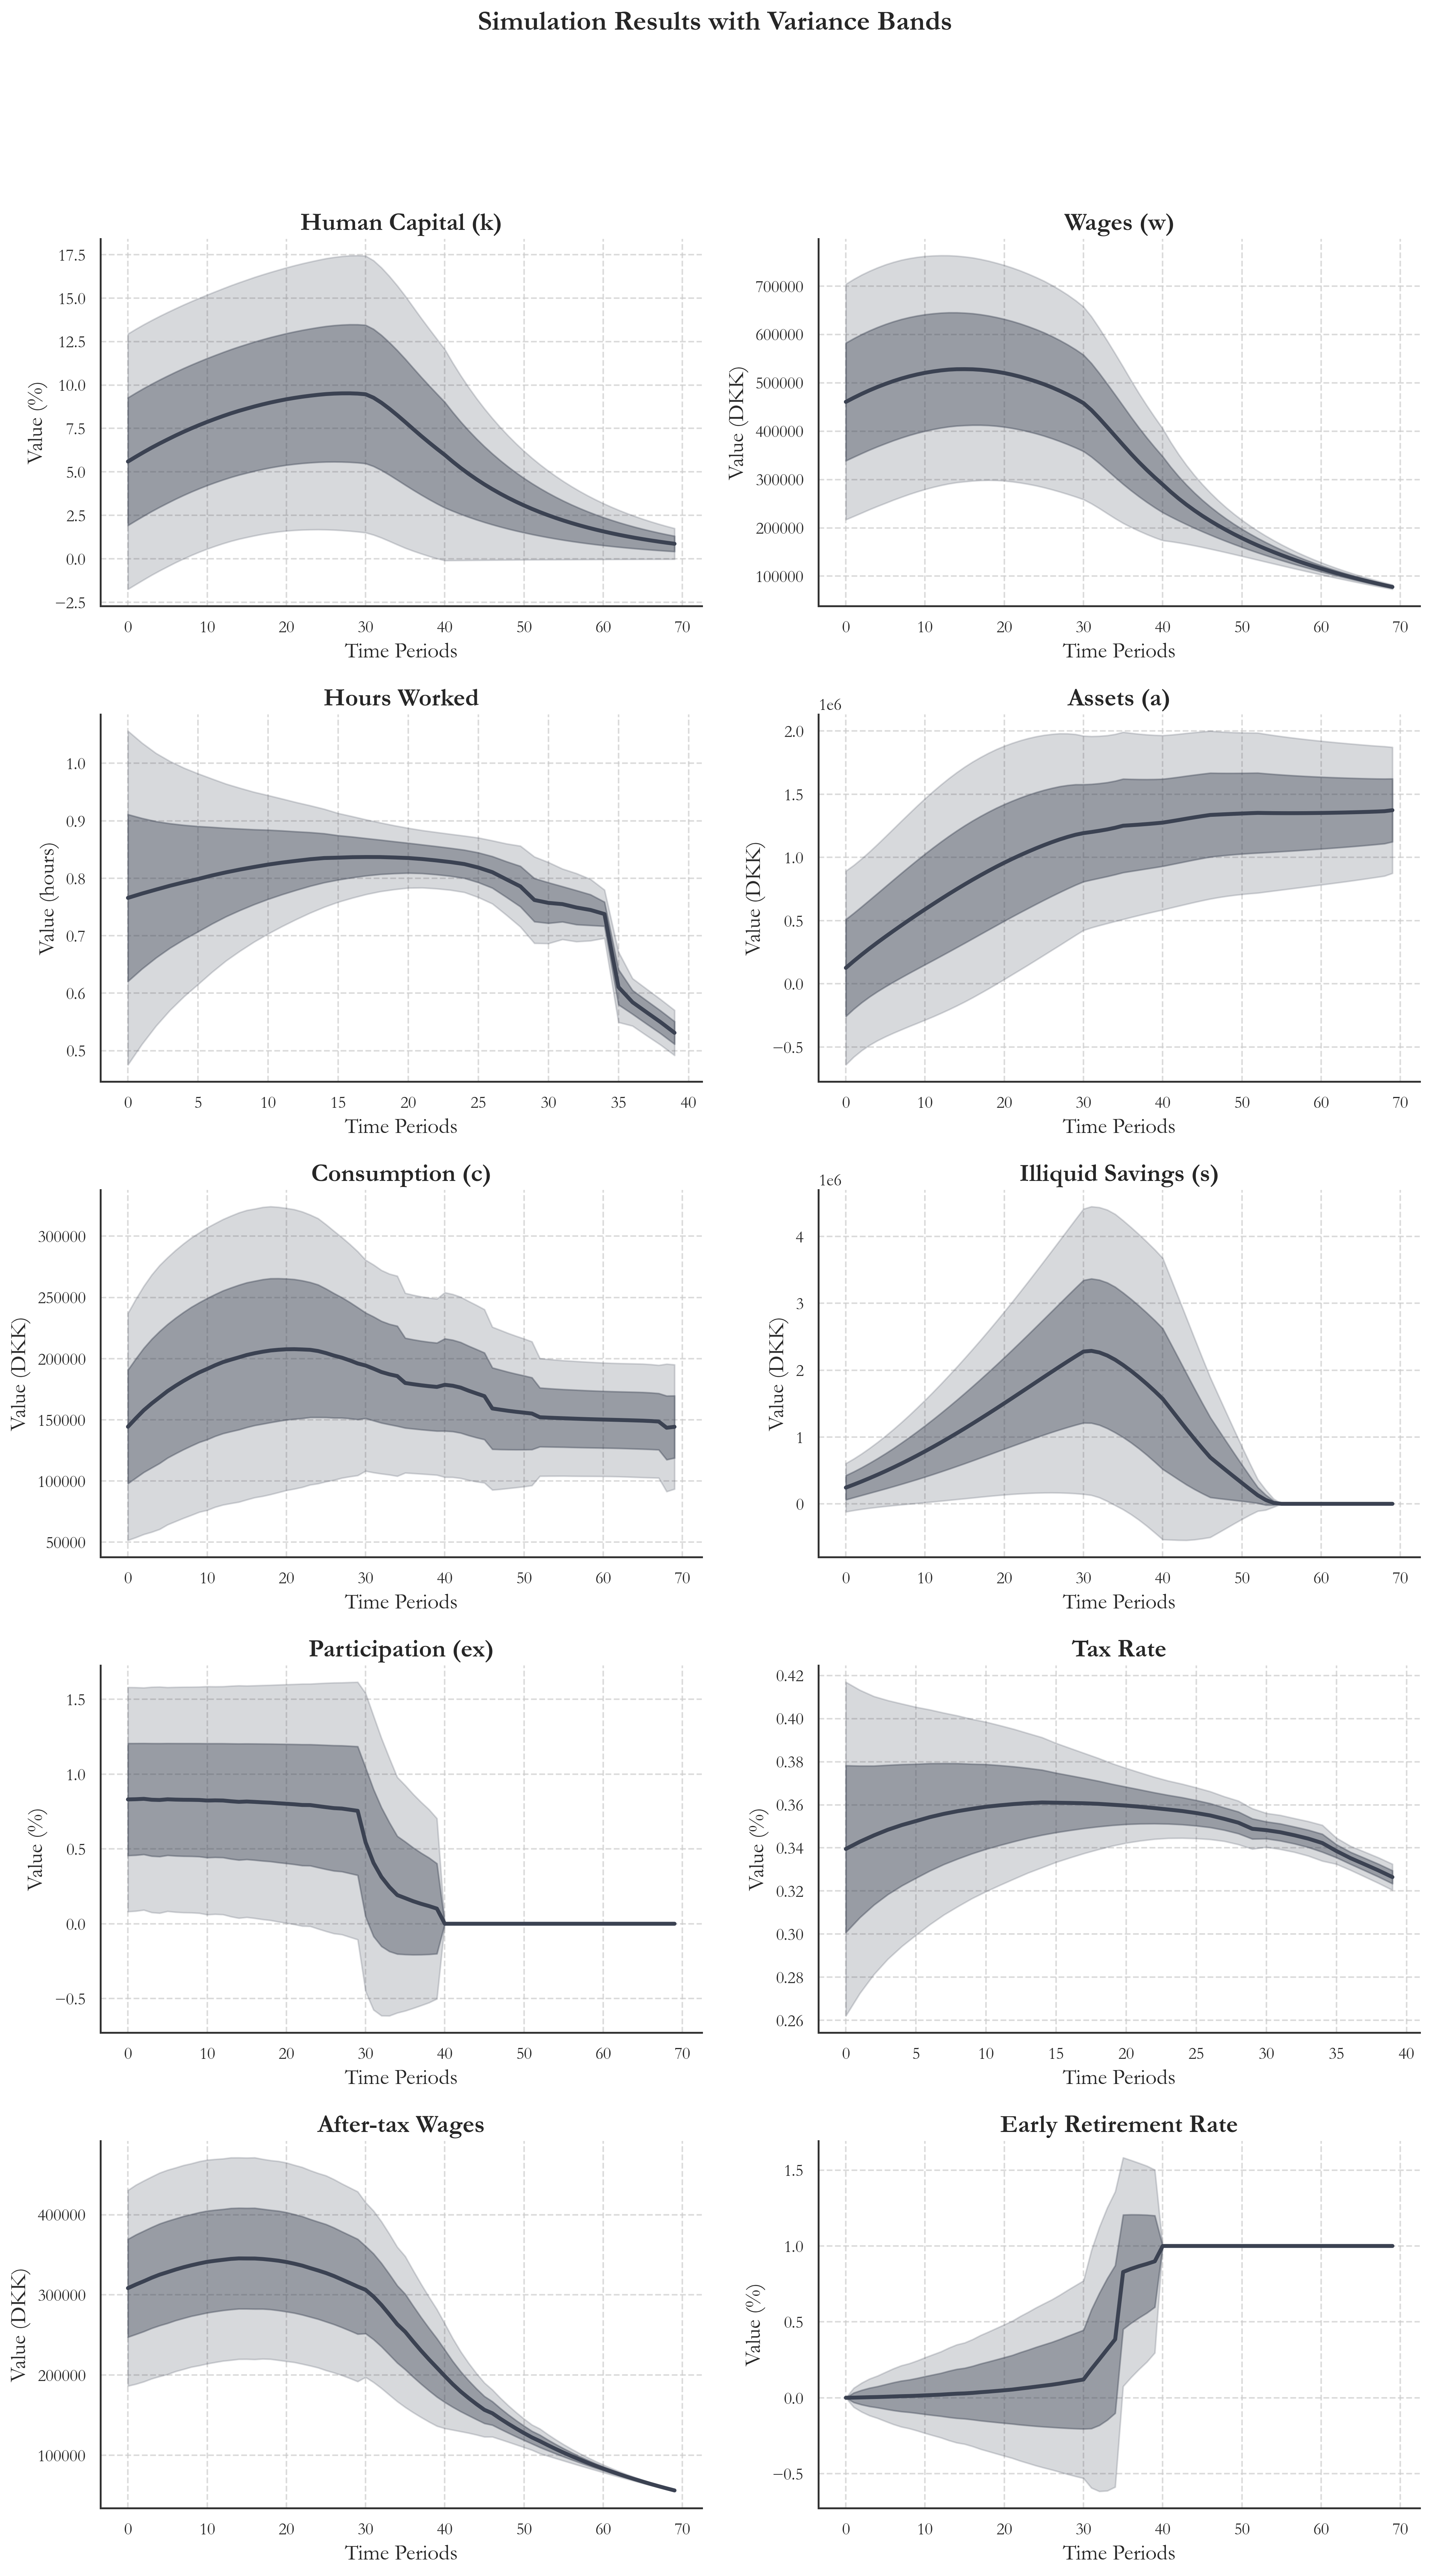 Simulation Results with Variance Bands
Human Capital (k)
Value (%)
17.5
15.0
12.5
10.0
7.5
5.0
2.5
0.0
−2.5
0 10 20 30 40 50 60 70
Time Periods
Wages (w)
Value (DKK)
700000
600000
500000
400000
300000
200000
100000
0 10 20 30 40 50 60 70
Time Periods
Hours Worked
Value (hours)
1.0
0.9
0.8
0.7
0.6
0.5
0 5 10 15 20 25 30 35 40
Time Periods
Assets (a)
1e6
Value (DKK)
2.0
1.5
1.0
0.5
0.0
−0.5
0 10 20 30 40 50 60 70
Time Periods
Consumption (c)
Value (DKK)
300000
250000
200000
150000
100000
50000
0 10 20 30 40 50 60 70
Time Periods
Illiquid Savings (s)
1e6
Value (DKK)
4
3
2
1
0
0 10 20 30 40 50 60 70
Time Periods
Participation (ex)
Value (%)
1.5
1.0
0.5
0.0
−0.5
0 10 20 30 40 50 60 70
Time Periods
Tax Rate
Value (%)
0.42
0.40
0.38
0.36
0.34
0.32
0.30
0.28
0.26
0 5 10 15 20 25 30 35 40
Time Periods
After-tax Wages
Value (DKK)
400000
300000
200000
100000
0 10 20 30 40 50 60 70
Time Periods
Early Retirement Rate
Value (%)
1.5
1.0
0.5
0.0
−0.5
0 10 20 30 40 50 60 70
Time Periods